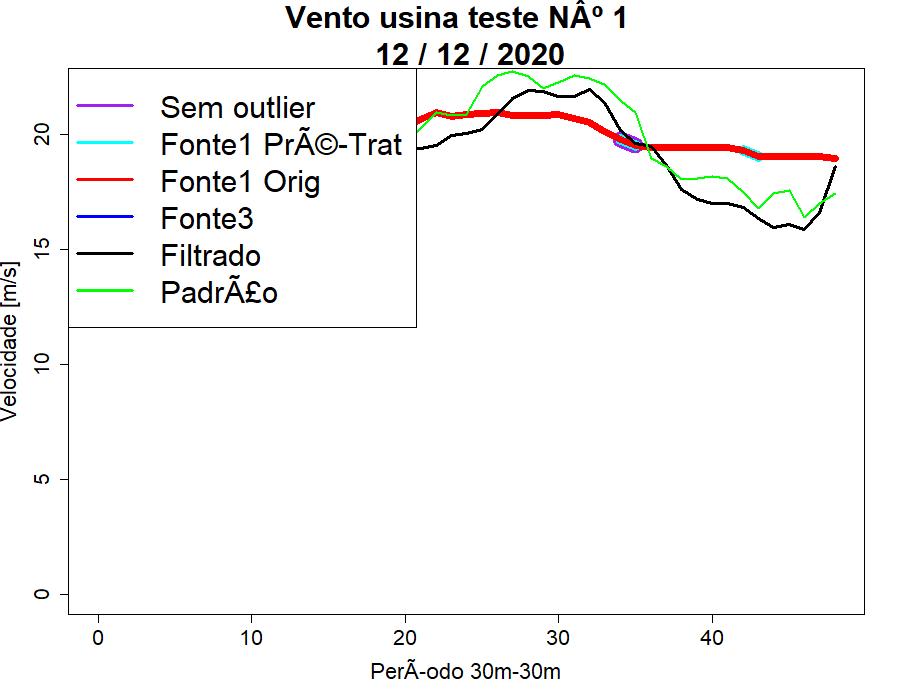 Vento usina teste NÂº 1
12 / 12 / 2020
Sem outlier
Fonte1 PrÃ©-Trat
Fonte1 Orig
Fonte3
Filtrado
PadrÃ£o
Velocidade [m/s]
20
15
10
5
0
0 10 20 30 40
PerÃ-odo 30m-30m